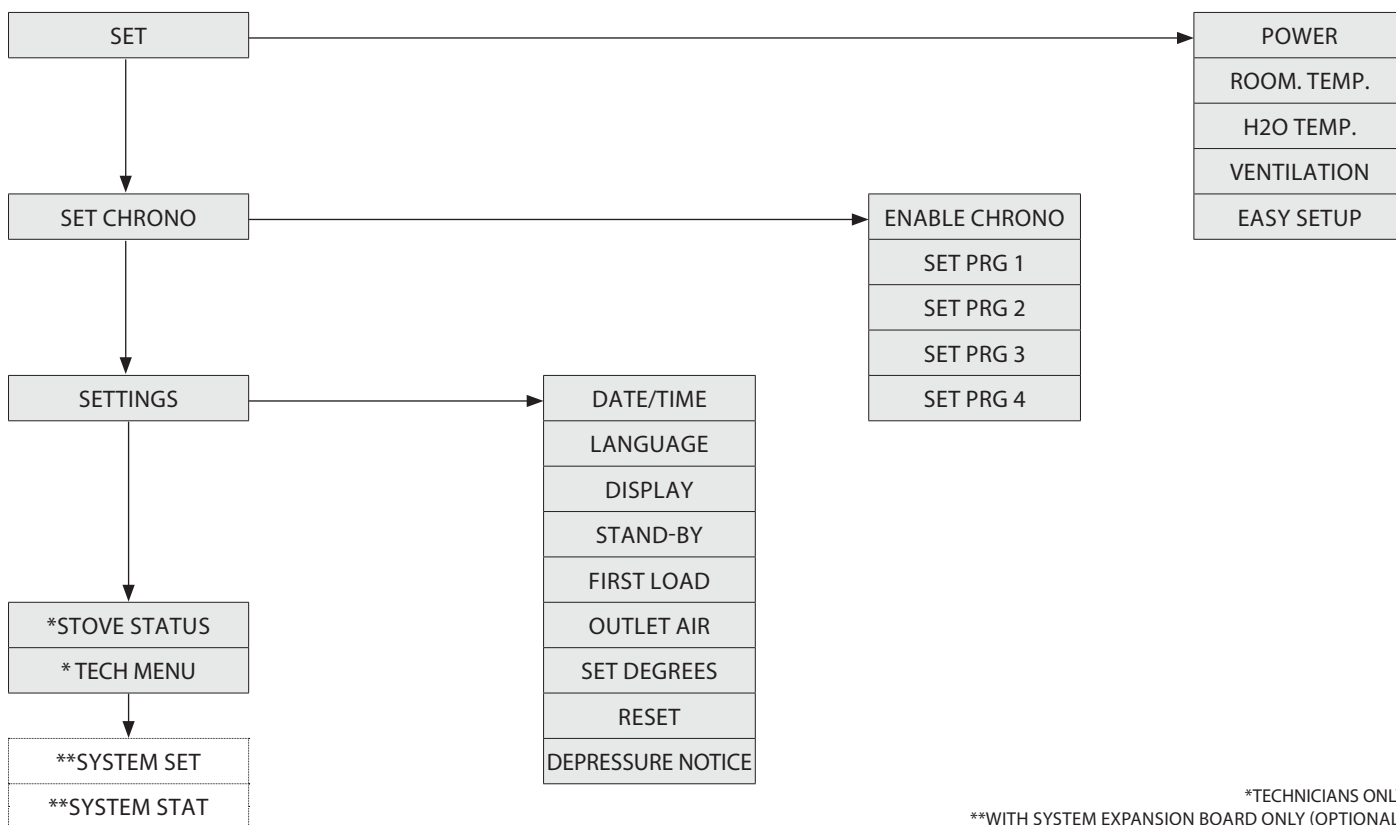 SET
POWER
ROOM. TEMP.
H2O TEMP.
VENTILATION
EASY SETUP
SET CHRONO
ENABLE CHRONO
SET PRG 1
SET PRG 2
SET PRG 3
SET PRG 4
SETTINGS
DATE/TIME
LANGUAGE
DISPLAY
STAND-BY
FIRST LOAD
OUTLET AIR
SET DEGREES
RESET
DEPRESSURE NOTICE
*STOVE STATUS
* TECH MENU
**SYSTEM SET
**SYSTEM STAT
*TECHNICIANS ONL
**WITH SYSTEM EXPANSION BOARD ONLY (OPTIONAL